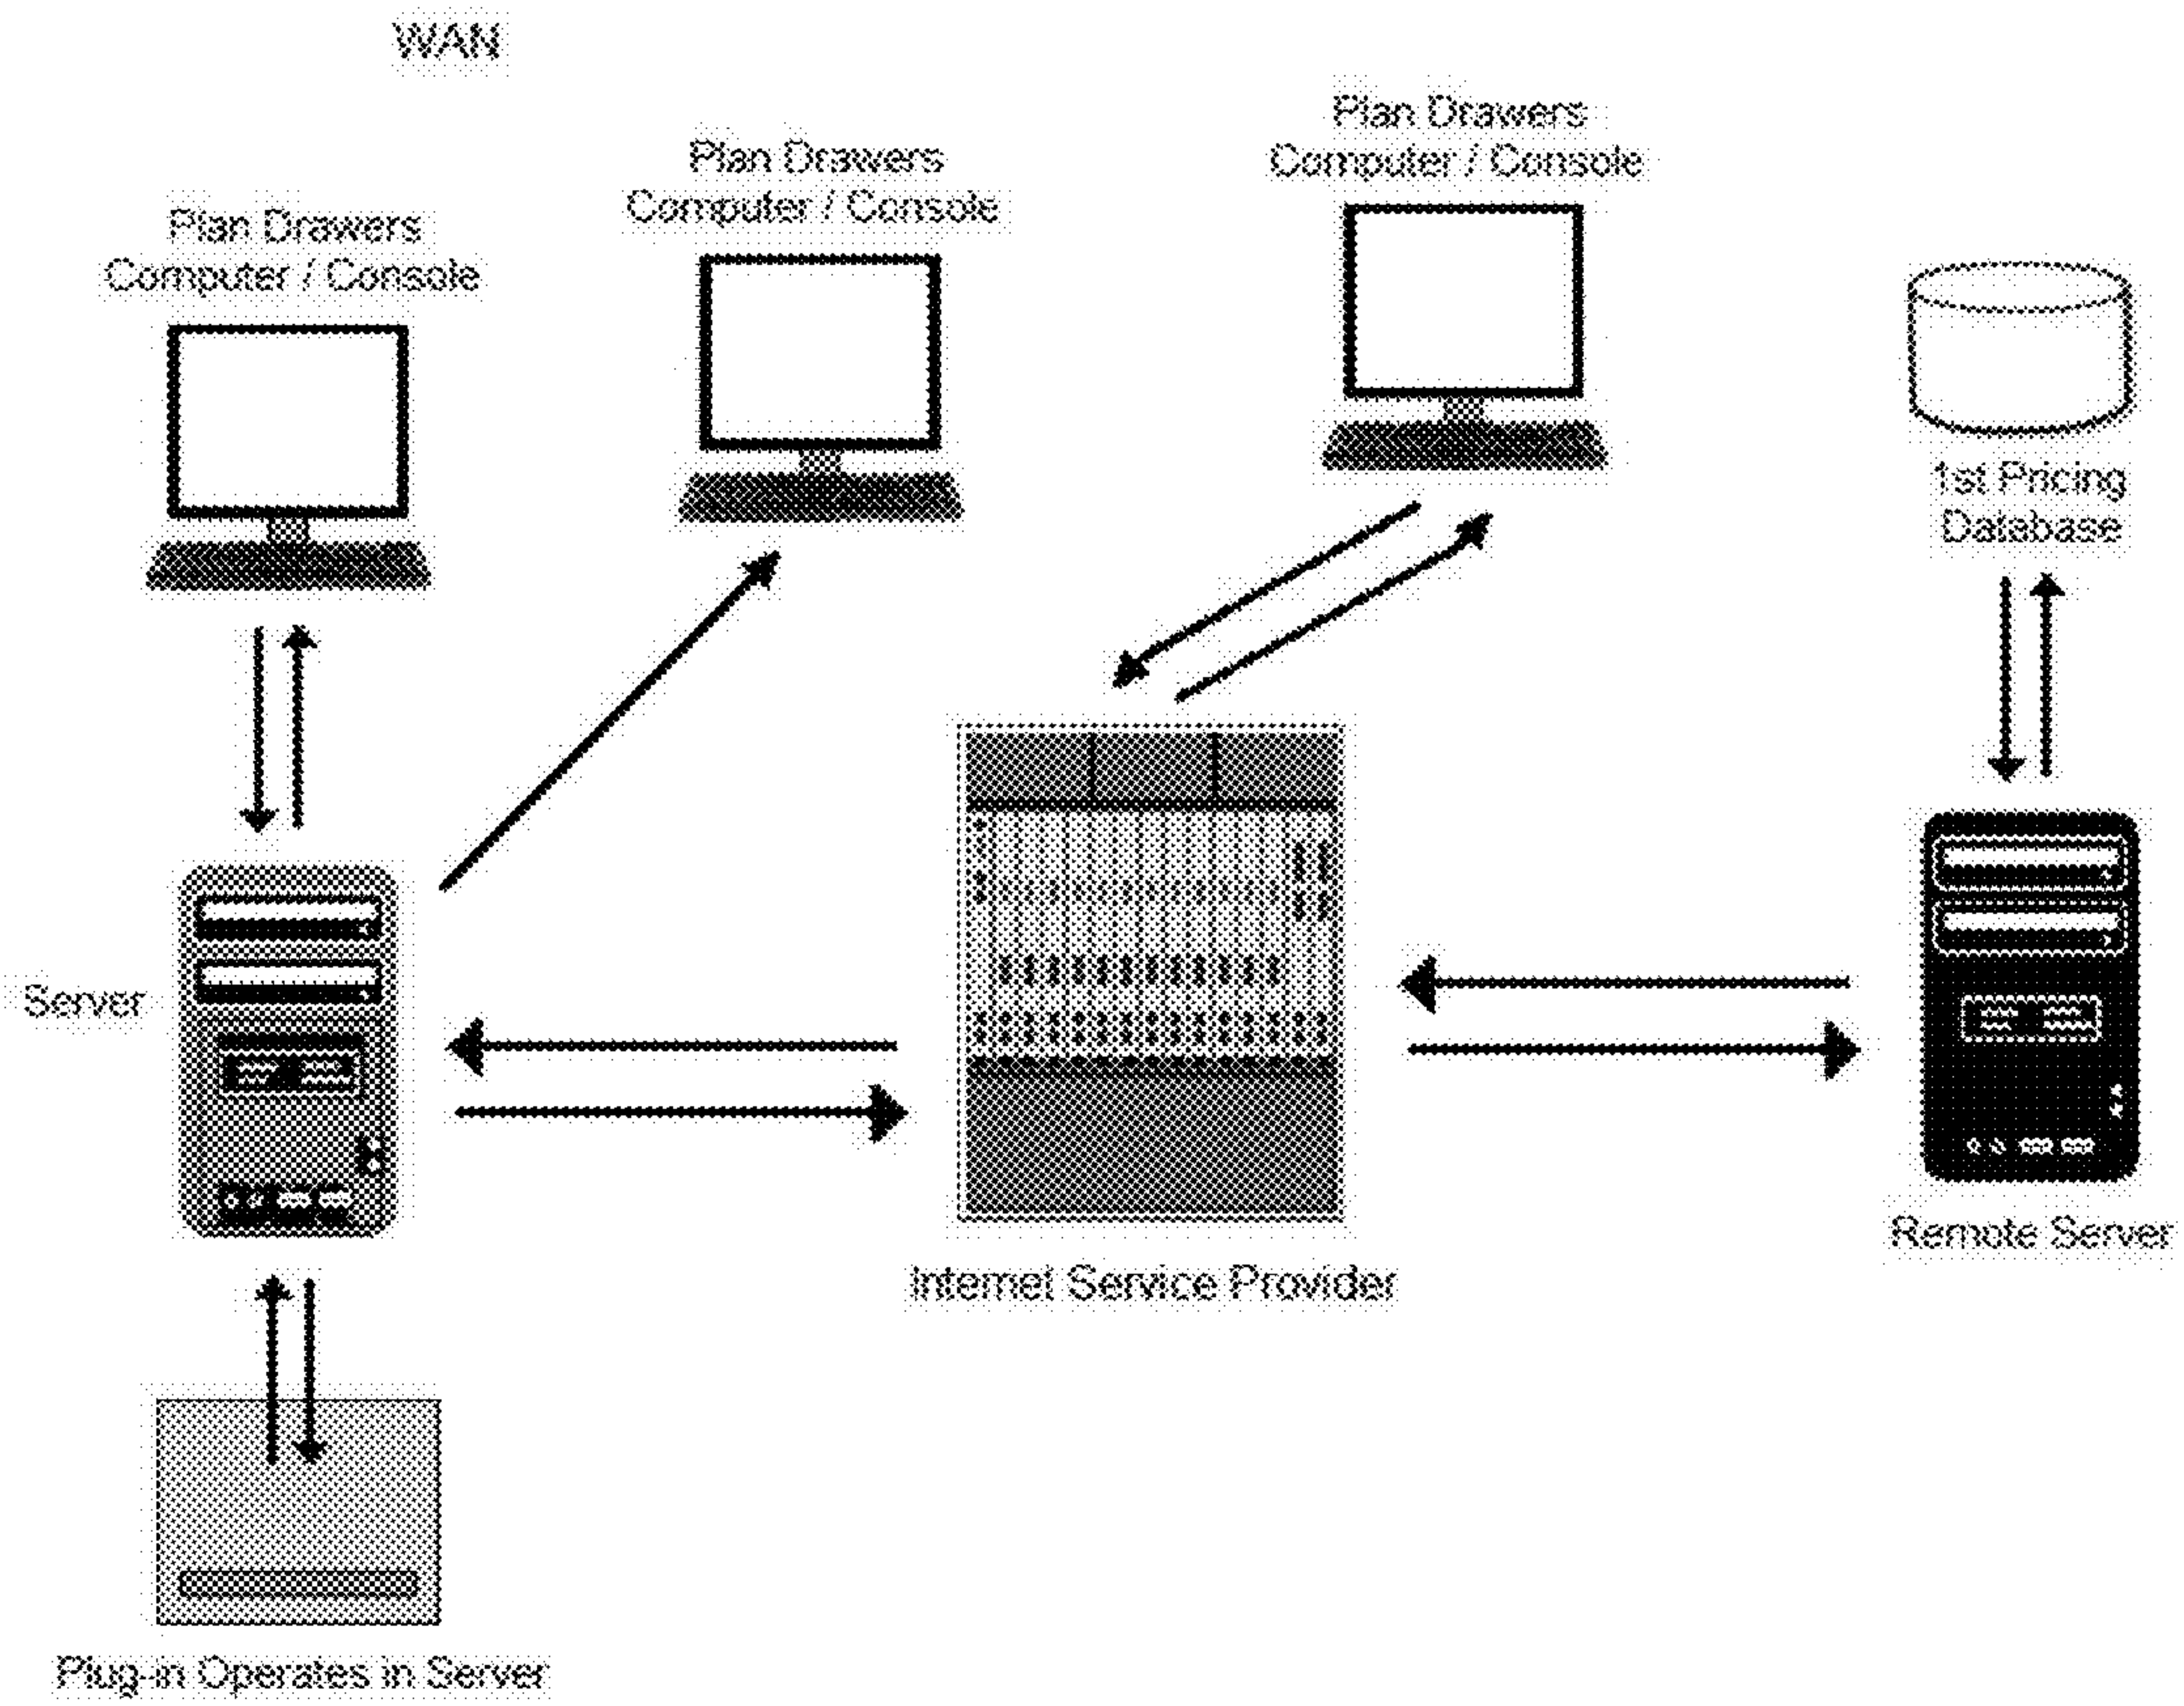 WAN
Plan Drawers
Computer / Console
Plan Drawers
Computer / Console
Plan Drawers
Computer / Console
1st Pricing
Database
Server
Internet Service Provider
Remote Server
Plug-in Operates in Server